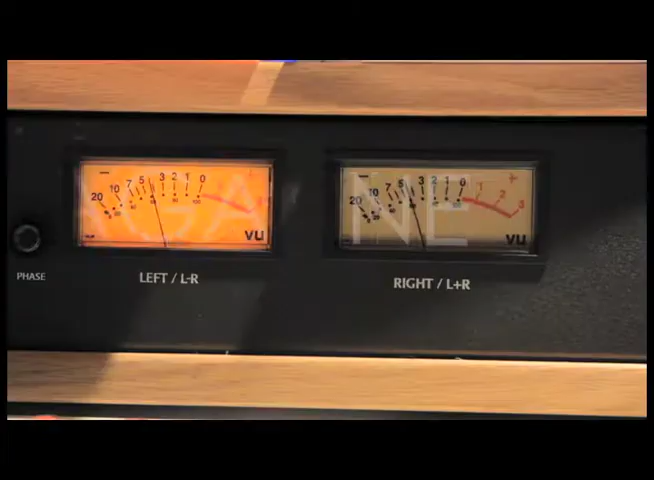 - 20 10 7 5 3 2 1 0 +
VU
- 20 10 7 5 3 2 1 0 1 2 3 +
VU
PHASE
LEFT / L-R
RIGHT / L+R